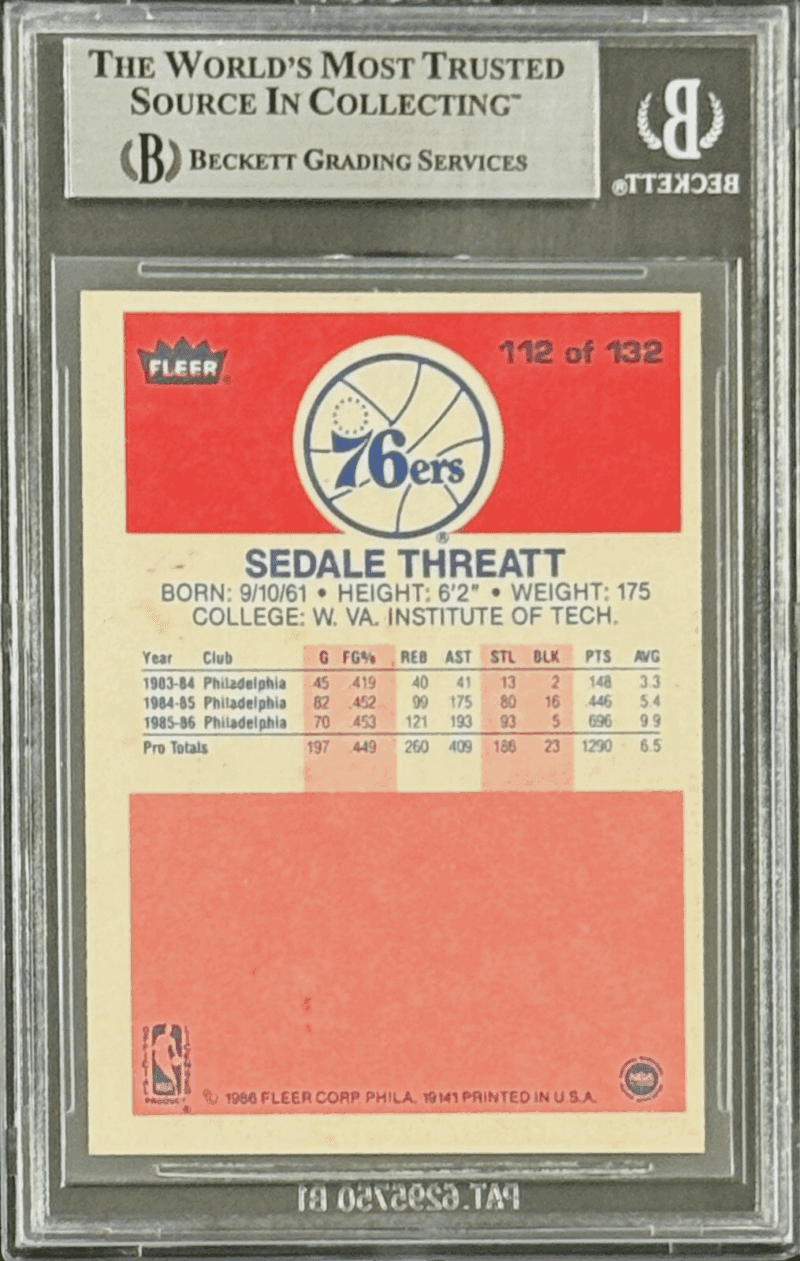 THE WORLD'S MOST TRUSTED
SOURCE IN COLLECTING™
(B) BECKETT GRADING SERVICES
B
BECKETT®
FLEER®
112 of 132
76ers
®
SEDALE THREATT
BORN: 9/10/61 • HEIGHT: 6'2" • WEIGHT: 175
COLLEGE: W. VA. INSTITUTE OF TECH.
Year Club G FG% REB AST STL BLK PTS AVG
1983-84 Philadelphia 45 .419 40 41 13 2 148 3.3
1984-85 Philadelphia 82 .452 99 175 80 16 446 5.4
1985-86 Philadelphia 70 .453 121 193 93 5 696 9.9
Pro Totals 197 .449 260 409 186 23 1290 6.5
OFFICIAL LICENSED
PRODUCT
© 1986 FLEER CORP. PHILA. 19141 PRINTED IN U.S.A.
PAT.6295750 B1